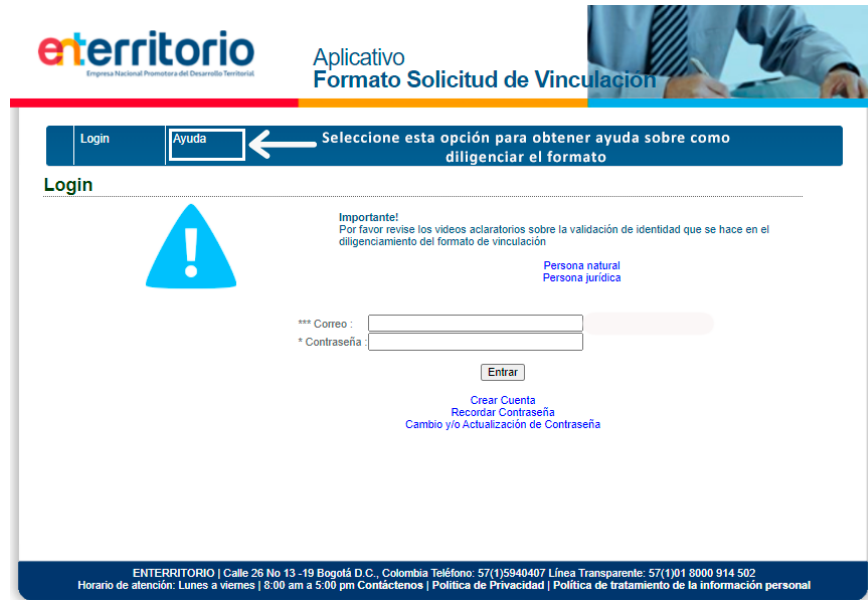 enterritorio
Empresa Nacional Promotora del Desarrollo Territorial
Aplicativo
Formato Solicitud de Vinculación
Login
Ayuda
Seleccione esta opción para obtener ayuda sobre como
diligenciar el formato
Login
!
Importante!
Por favor revise los videos aclaratorios sobre la validación de identidad que se hace en el
diligenciamiento del formato de vinculación
Persona natural
Persona jurídica
*** Correo :
* Contraseña :
Entrar
Crear Cuenta
Recordar Contraseña
Cambio y/o Actualización de Contraseña
ENTERRITORIO | Calle 26 No 13 -19 Bogotá D.C., Colombia Teléfono: 57(1)5940407 Línea Transparente: 57(1)01 8000 914 502
Horario de atención: Lunes a viernes | 8:00 am a 5:00 pm Contáctenos | Politica de Privacidad | Política de tratamiento de la información personal